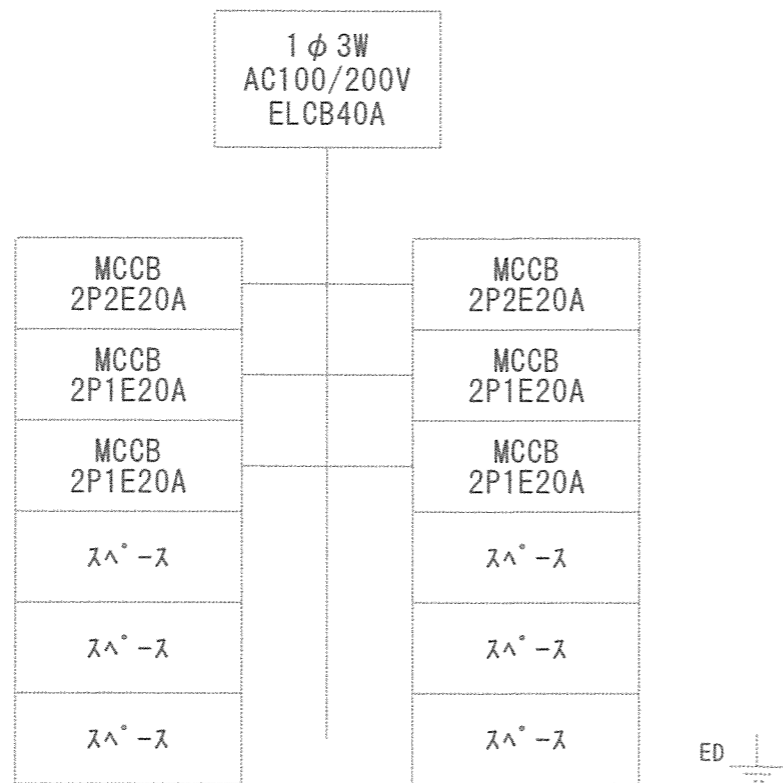 1φ3W
AC100/200V
ELCB40A
MCCB
2P2E20A
MCCB
2P2E20A
MCCB
2P1E20A
MCCB
2P1E20A
MCCB
2P1E20A
MCCB
2P1E20A
スペース
スペース
スペース
スペース
スペース
スペース
ED